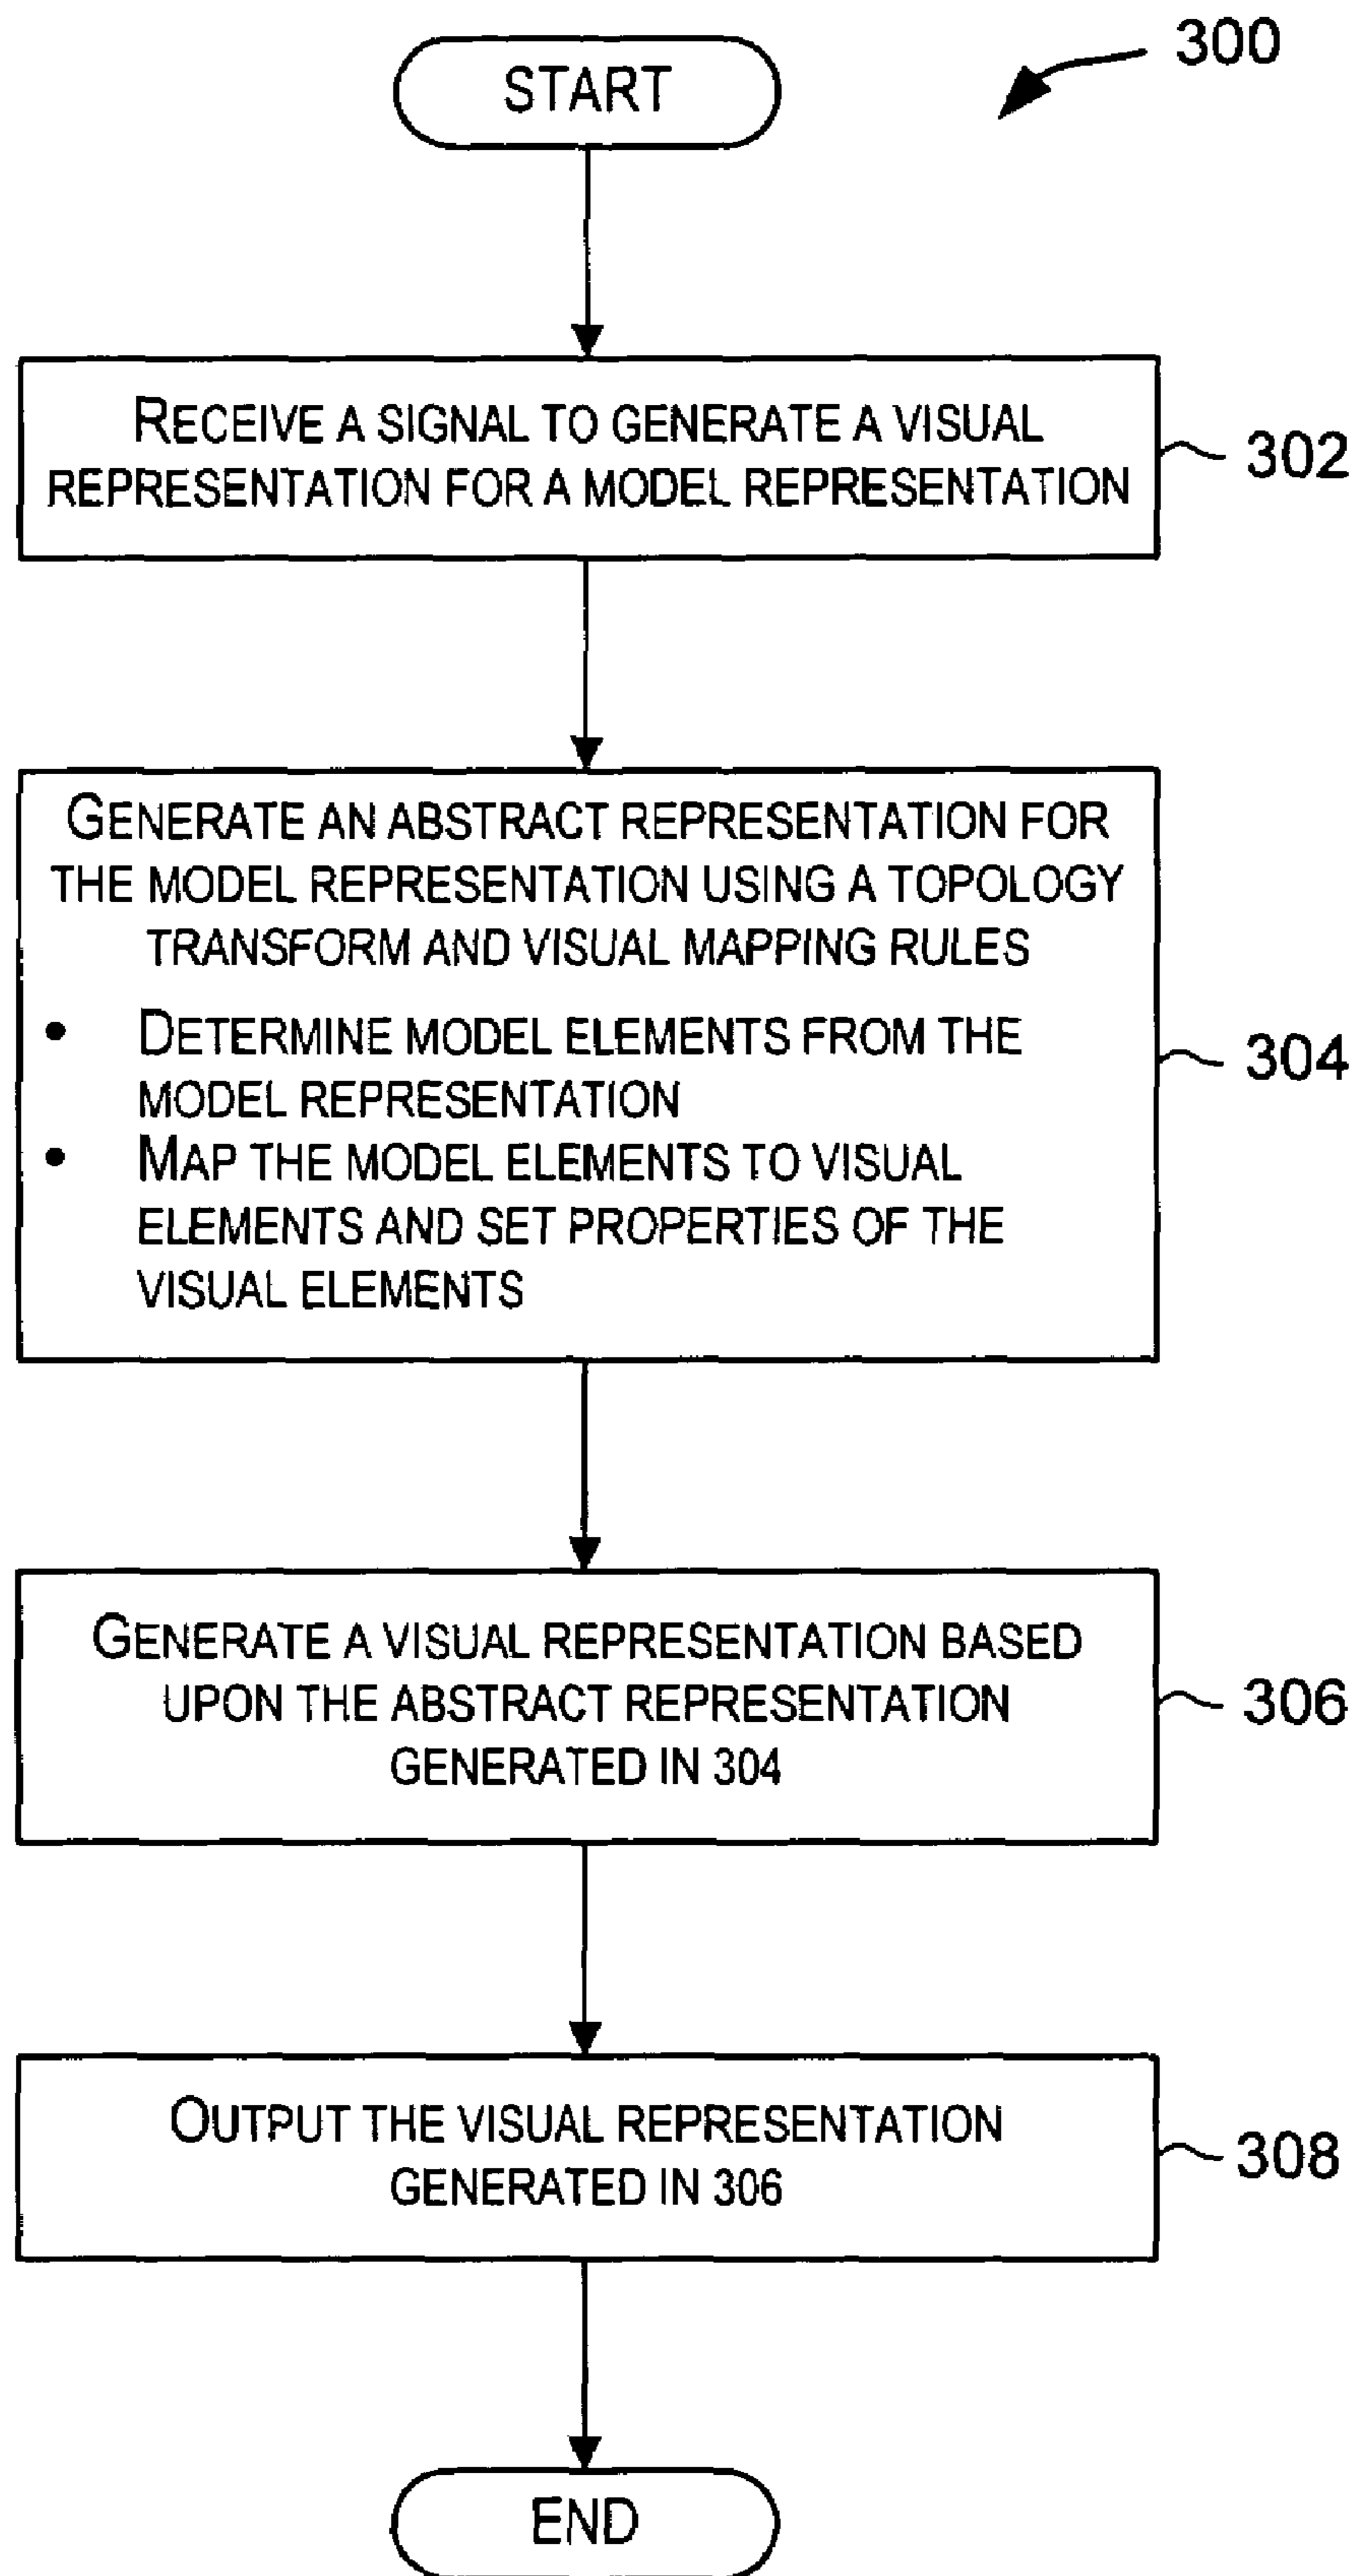 START
300
RECEIVE A SIGNAL TO GENERATE A VISUAL
REPRESENTATION FOR A MODEL REPRESENTATION
302
GENERATE AN ABSTRACT REPRESENTATION FOR
THE MODEL REPRESENTATION USING A TOPOLOGY
TRANSFORM AND VISUAL MAPPING RULES
• DETERMINE MODEL ELEMENTS FROM THE
MODEL REPRESENTATION
• MAP THE MODEL ELEMENTS TO VISUAL
ELEMENTS AND SET PROPERTIES OF THE
VISUAL ELEMENTS
304
GENERATE A VISUAL REPRESENTATION BASED
UPON THE ABSTRACT REPRESENTATION
GENERATED IN 304
306
OUTPUT THE VISUAL REPRESENTATION
GENERATED IN 306
308
END